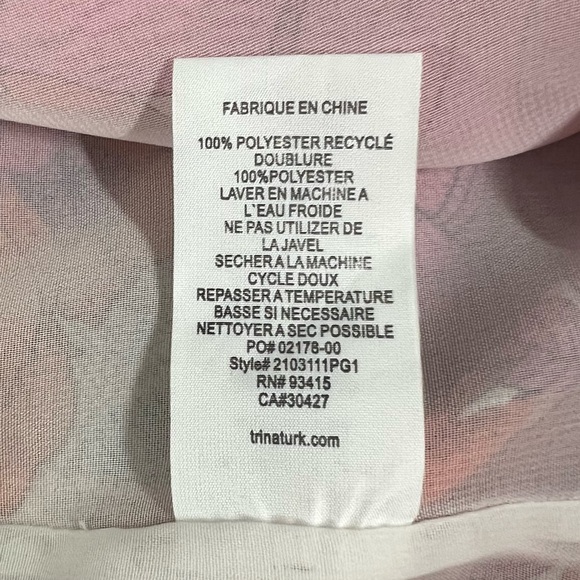 FABRIQUE EN CHINE
100% POLYESTER RECYCLÉ
DOUBLURE
100%POLYESTER
LAVER EN MACHINE A
L'EAU FROIDE
NE PAS UTILIZER DE
LA JAVEL
SECHER A LA MACHINE
CYCLE DOUX
REPASSER A TEMPERATURE
BASSE SI NECESSAIRE
NETTOYER A SEC POSSIBLE
PO# 02178-00
Style# 2103111PG1
RN# 93415
CA#30427
trinaturk.com